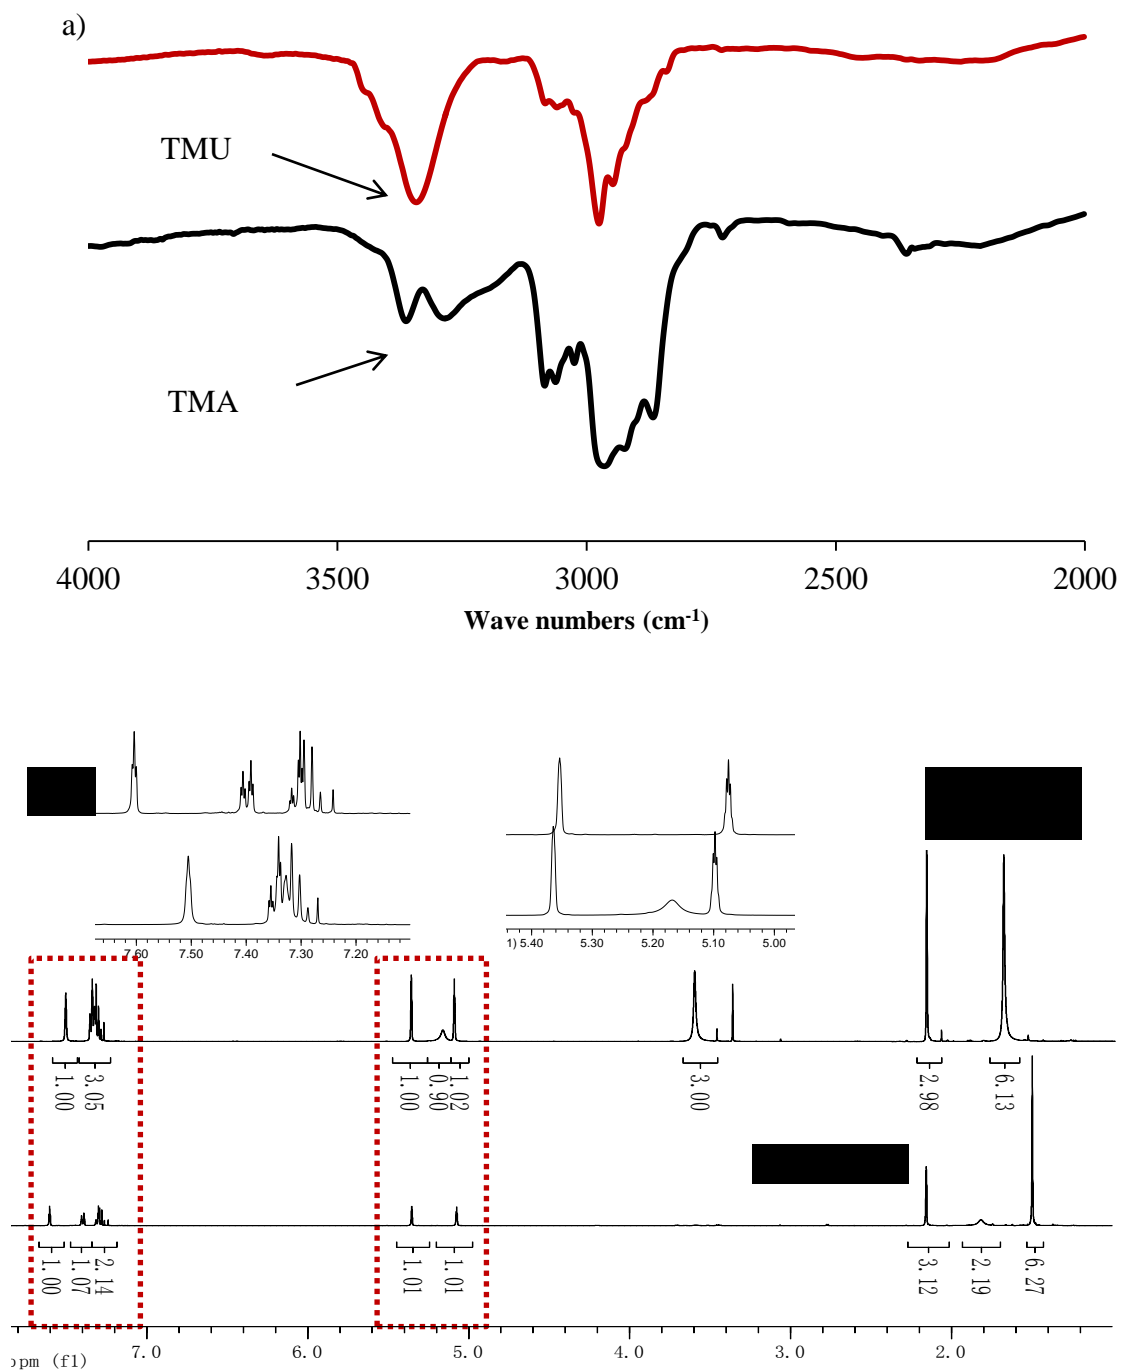 a)
TMU
TMA
4000 3500 3000 2500 2000
Wave numbers (cm-1)
7.60 7.50 7.40 7.30 7.20
1) 5.40 5.30 5.20 5.10 5.00
1.00 3.05 1.00 0.90 1.02 3.00 2.98 6.13
1.00 1.07 2.14 1.01 1.01 3.12 2.19 6.27
7.0 6.0 5.0 4.0 3.0 2.0
ppm (f1)